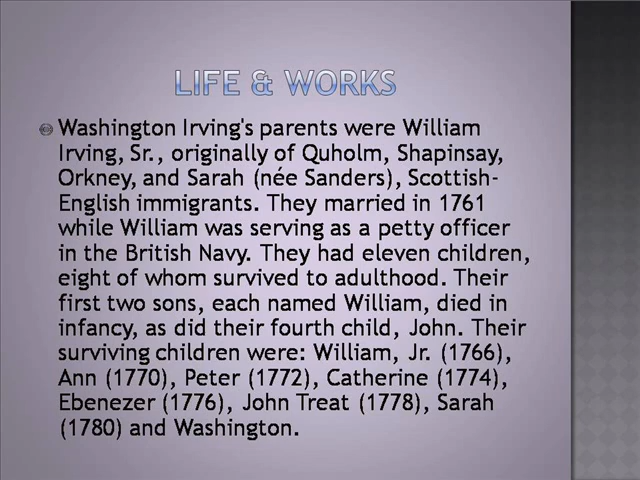 LIFE & WORKS
Washington Irving's parents were William
Irving, Sr., originally of Quholm, Shapinsay,
Orkney, and Sarah (née Sanders), Scottish-
English immigrants. They married in 1761
while William was serving as a petty officer
in the British Navy. They had eleven children,
eight of whom survived to adulthood. Their
first two sons, each named William, died in
infancy, as did their fourth child, John. Their
surviving children were: William, Jr. (1766),
Ann (1770), Peter (1772), Catherine (1774),
Ebenezer (1776), John Treat (1778), Sarah
(1780) and Washington.